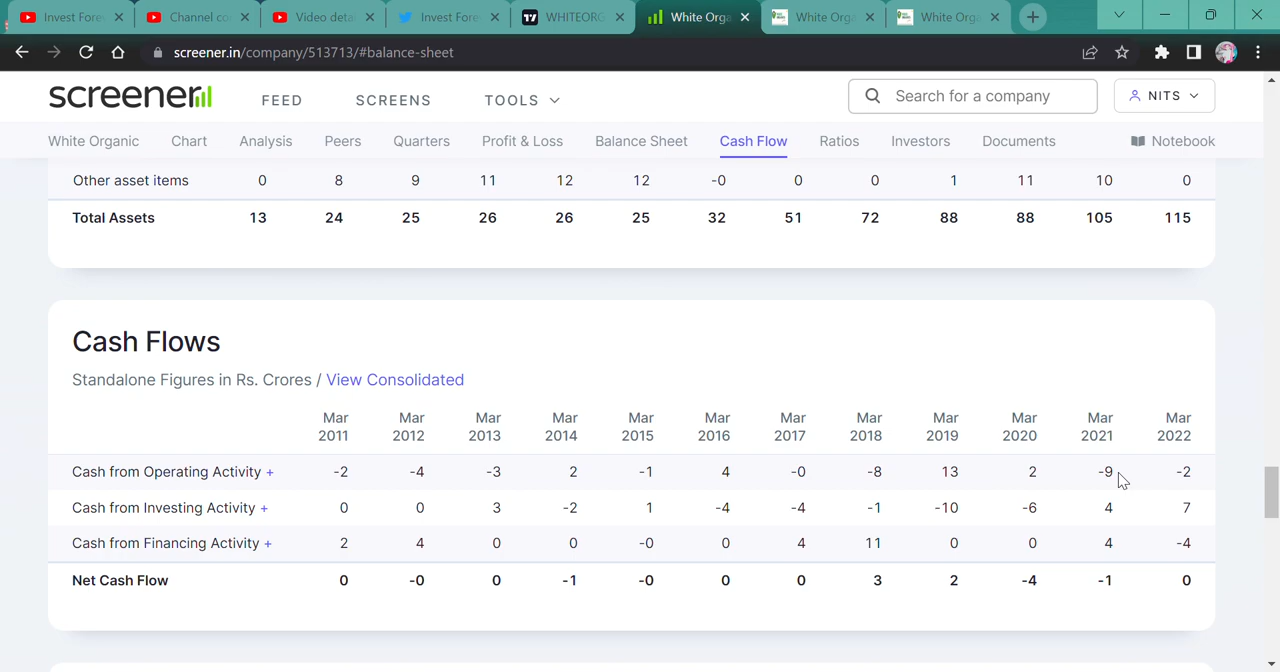 Invest Fore
Channel co
Video deta
Invest Fore
WHITEORG
White Orga
White Orga
White Orga
screener.in/company/513713/#balance-sheet
screener
FEED
SCREENS
TOOLS
Search for a company
NITS
White Organic
Chart
Analysis
Peers
Quarters
Profit & Loss
Balance Sheet
Cash Flow
Ratios
Investors
Documents
Notebook
Other asset items 0 8 9 11 12 12 -0 0 0 1 11 10 0
Total Assets 13 24 25 26 26 25 32 51 72 88 88 105 115
Cash Flows
Standalone Figures in Rs. Crores / View Consolidated
Mar 2011 Mar 2012 Mar 2013 Mar 2014 Mar 2015 Mar 2016 Mar 2017 Mar 2018 Mar 2019 Mar 2020 Mar 2021 Mar 2022
Cash from Operating Activity + -2 -4 -3 2 -1 4 -0 -8 13 2 -9 -2
Cash from Investing Activity + 0 0 3 -2 1 -4 -4 -1 -10 -6 4 7
Cash from Financing Activity + 2 4 0 0 -0 0 4 11 0 0 4 -4
Net Cash Flow 0 -0 0 -1 -0 0 0 3 2 -4 -1 0